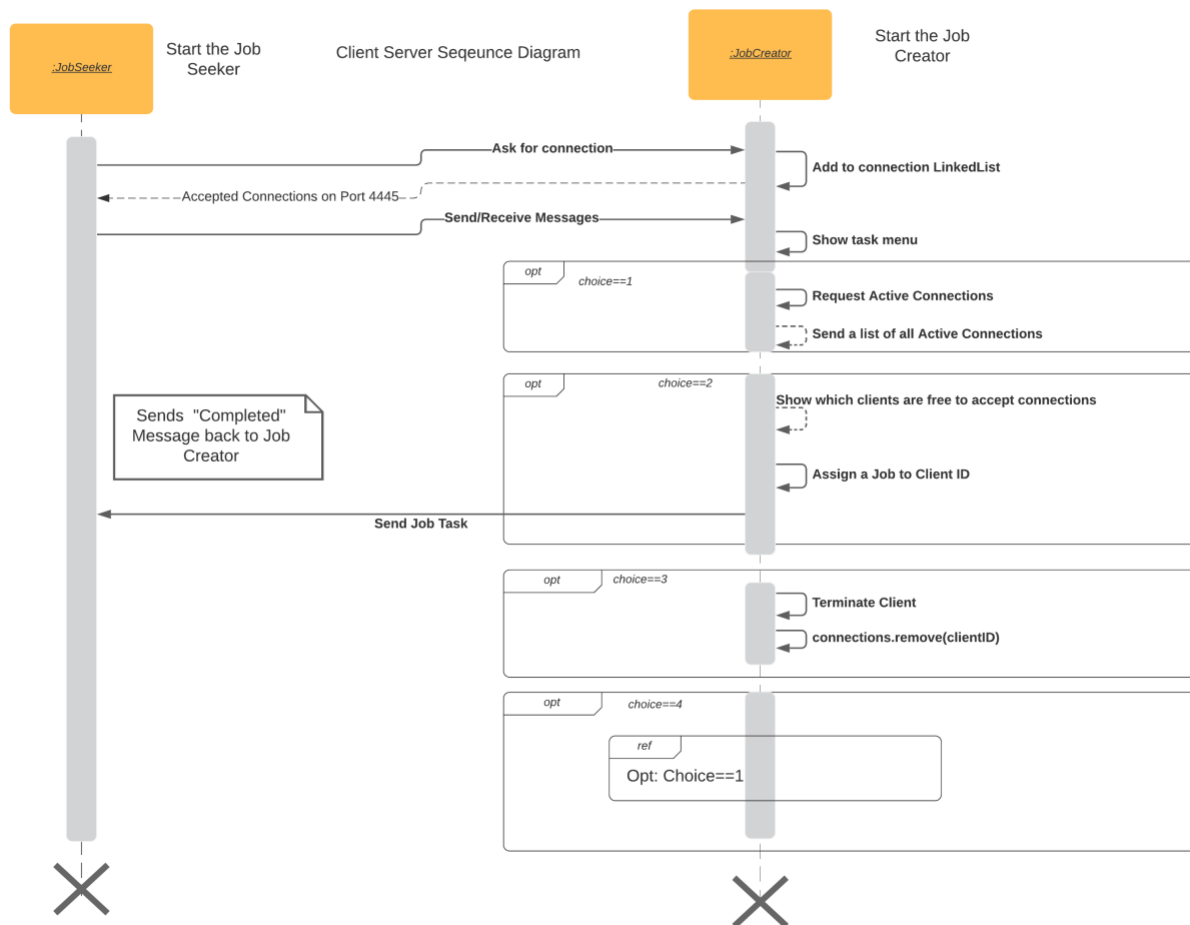 :JobSeeker
Start the Job
Seeker
Client Server Seqeunce Diagram
:JobCreator
Start the Job
Creator
Ask for connection
Add to connection LinkedList
Accepted Connections on Port 4445
Send/Receive Messages
Show task menu
opt
choice==1
Request Active Connections
Send a list of all Active Connections
opt
choice==2
Show which clients are free to accept connections
Sends "Completed"
Message back to Job
Creator
Assign a Job to Client ID
Send Job Task
opt
choice==3
Terminate Client
connections.remove(clientID)
opt
choice==4
ref
Opt: Choice==1